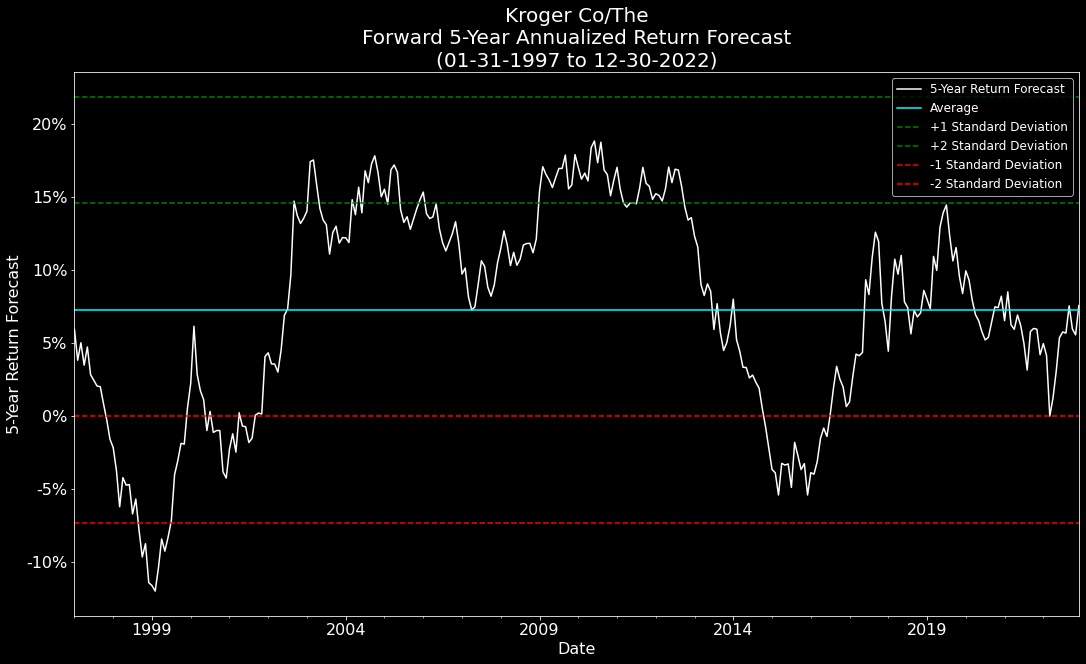 Kroger Co/The
Forward 5-Year Annualized Return Forecast
(01-31-1997 to 12-30-2022)
5-Year Return Forecast
Average
+1 Standard Deviation
+2 Standard Deviation
-1 Standard Deviation
-2 Standard Deviation
20%
15%
10%
5%
0%
-5%
-10%
5-Year Return Forecast
1999
2004
2009
2014
2019
Date